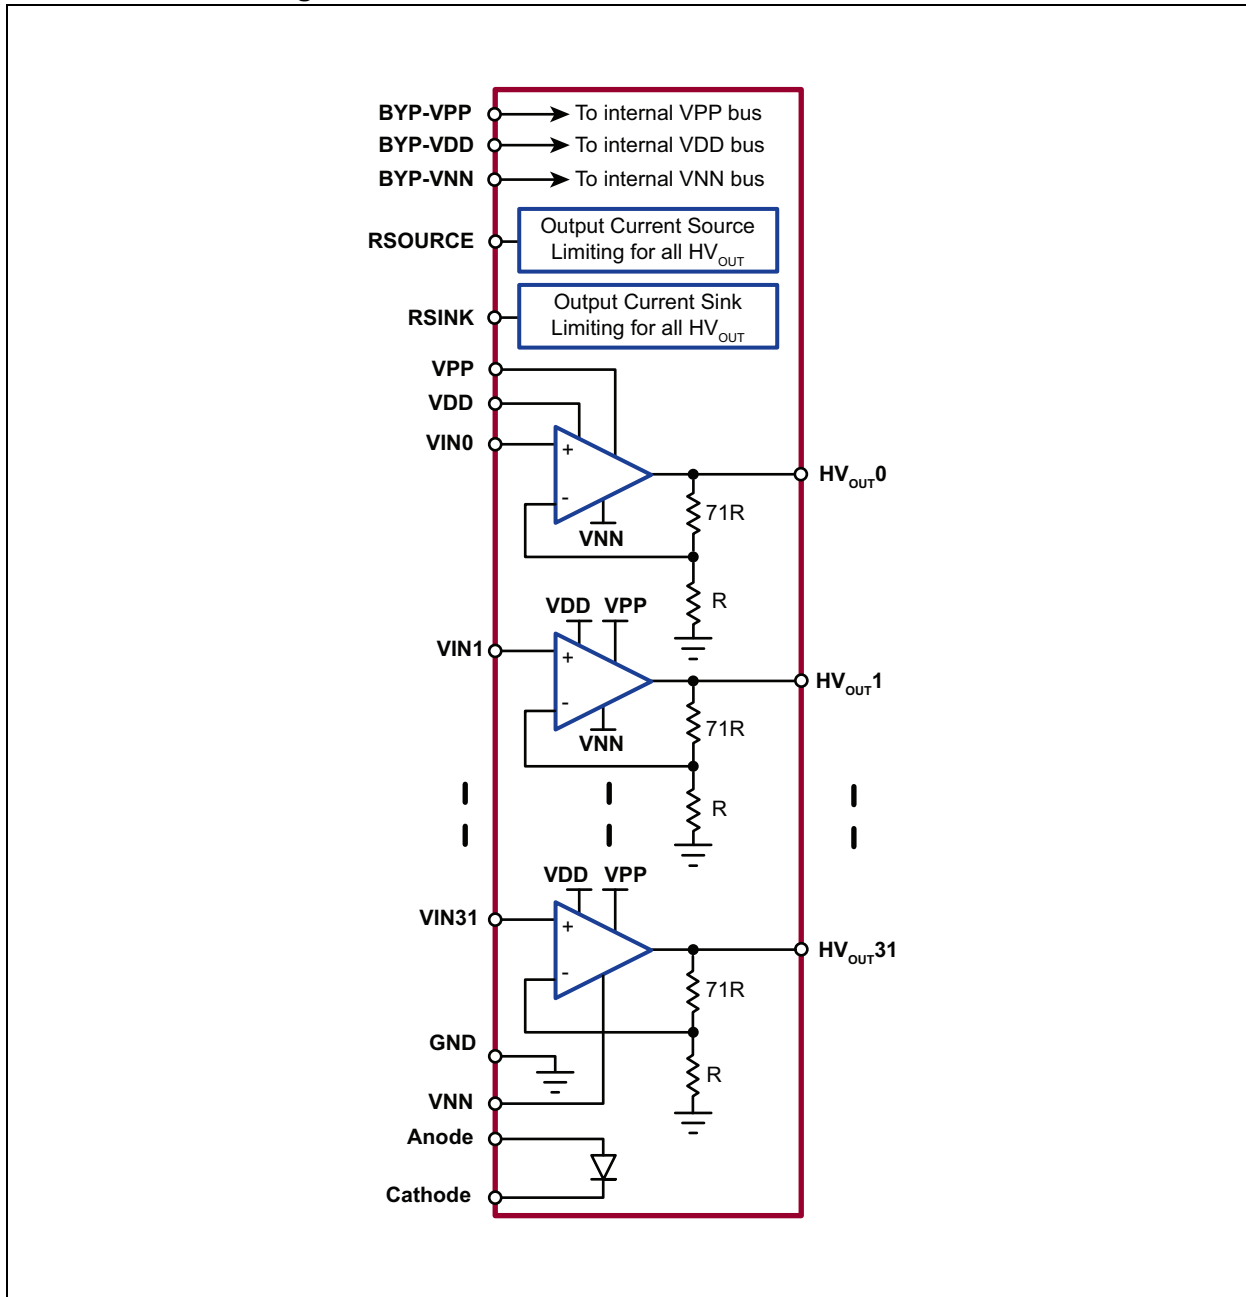 BYP-VPP To internal VPP bus
BYP-VDD To internal VDD bus
BYP-VNN To internal VNN bus
RSOURCE
Output Current Source
Limiting for all HVOUT
RSINK
Output Current Sink
Limiting for all HVOUT
VPP
VDD
VIN0
+
-
VNN
71R
R
HVOUT0
VDD VPP
VIN1
+
-
VNN
71R
R
HVOUT1
VDD VPP
VIN31
+
-
71R
R
HVOUT31
GND
VNN
Anode
Cathode